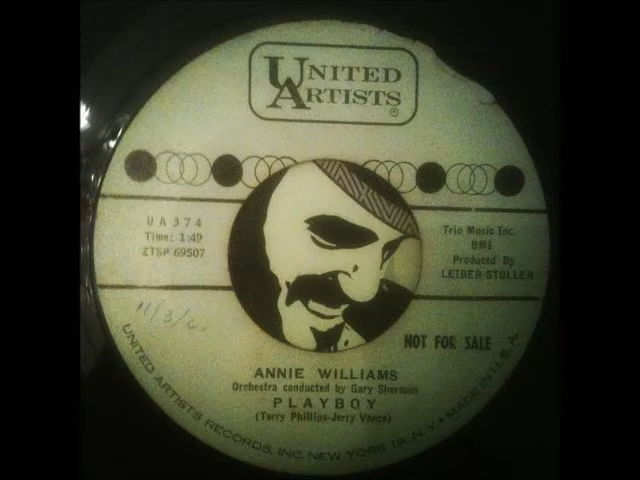 UNITED
ARTISTS
®
UA 374
Time: 1:49
ZTSP 69507
Trio Music Inc.
BMI
Produced By
LEIBER-STOLLER
NOT FOR SALE
ANNIE WILLIAMS
Orchestra conducted by Gary Sherman
PLAYBOY
(Terry Phillips-Jerry Vance)
UNITED ARTISTS RECORDS, INC. NEW YORK 19, N.Y. • MADE IN U.S.A.